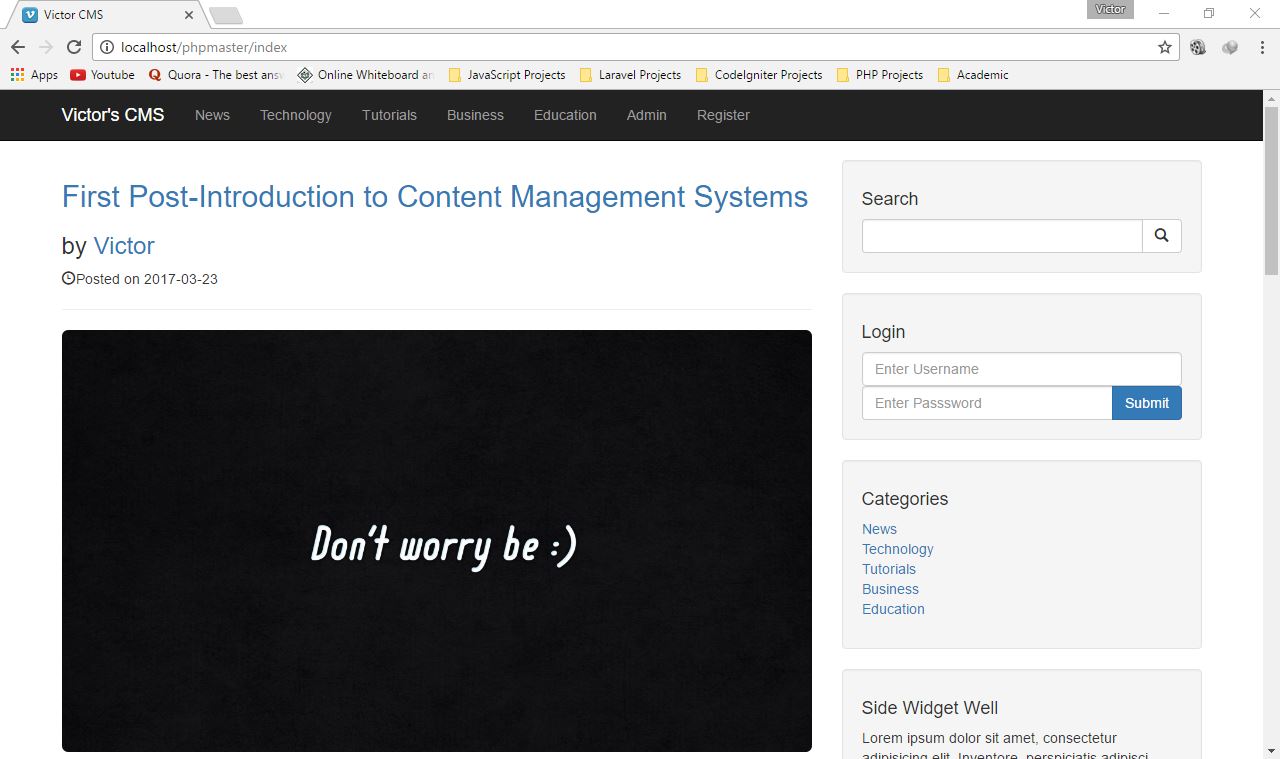 Victor CMS
Victor
localhost/phpmaster/index
Apps Youtube Quora - The best ans Online Whiteboard an JavaScript Projects Laravel Projects CodeIgniter Projects PHP Projects Academic
Victor's CMS News Technology Tutorials Business Education Admin Register
First Post-Introduction to Content Management Systems
by Victor
Posted on 2017-03-23
Don't worry be :)
Search
Login
Enter Username
Enter Passsword Submit
Categories
News
Technology
Tutorials
Business
Education
Side Widget Well
Lorem ipsum dolor sit amet, consectetur
adipisicing elit. Inventore, perspiciatis adipisci